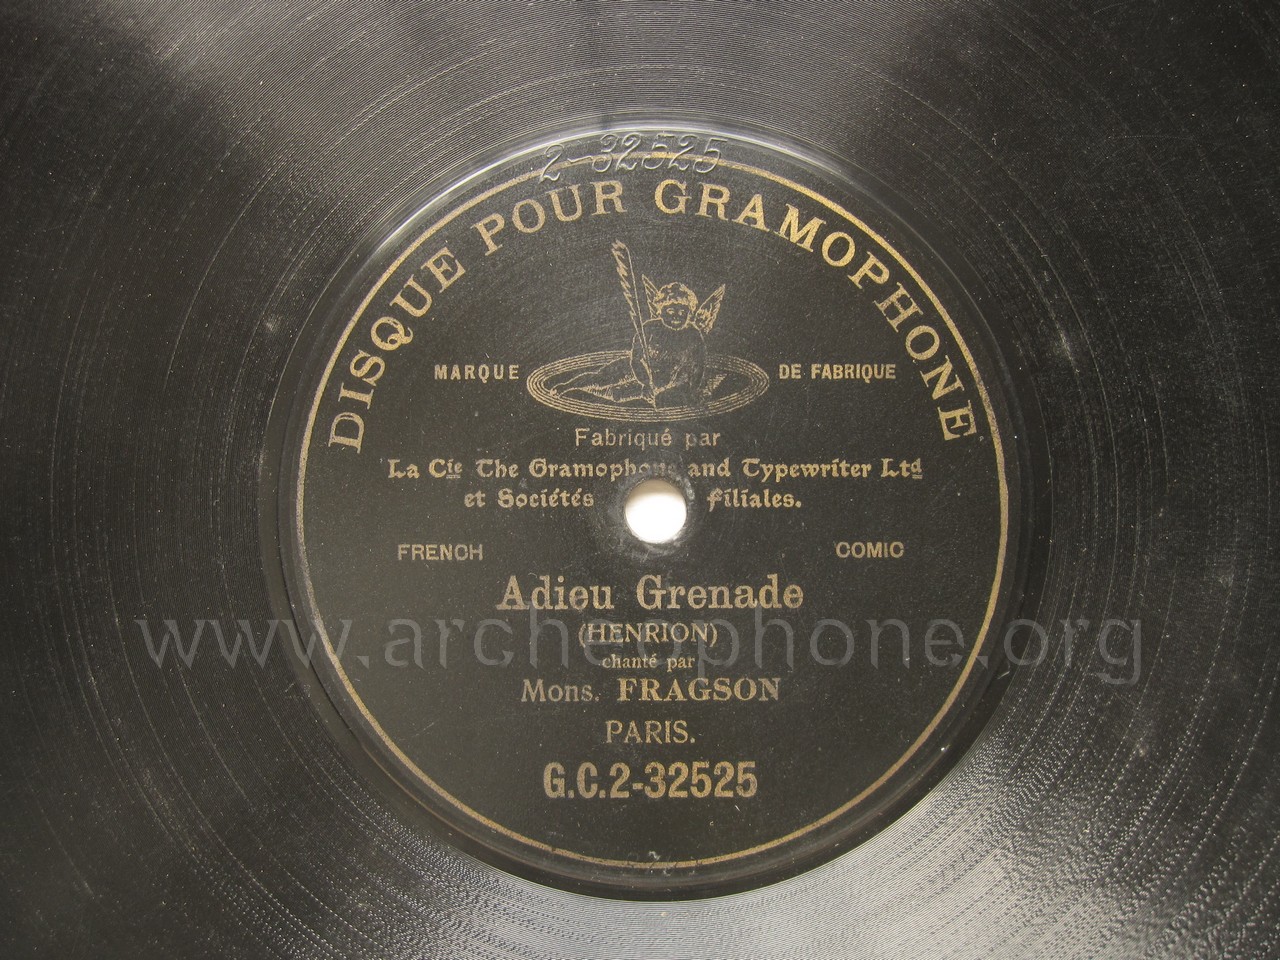 2-32525
DISQUE POUR GRAMOPHONE
MARQUE DE FABRIQUE
Fabriqué par
La Cie The Gramophone and Typewriter Ltd
et Sociétés filiales.
FRENCH COMIC
Adieu Grenade
(HENRION)
www.archeophone.org
chanté par
Mons. FRAGSON
PARIS.
G.C.2-32525